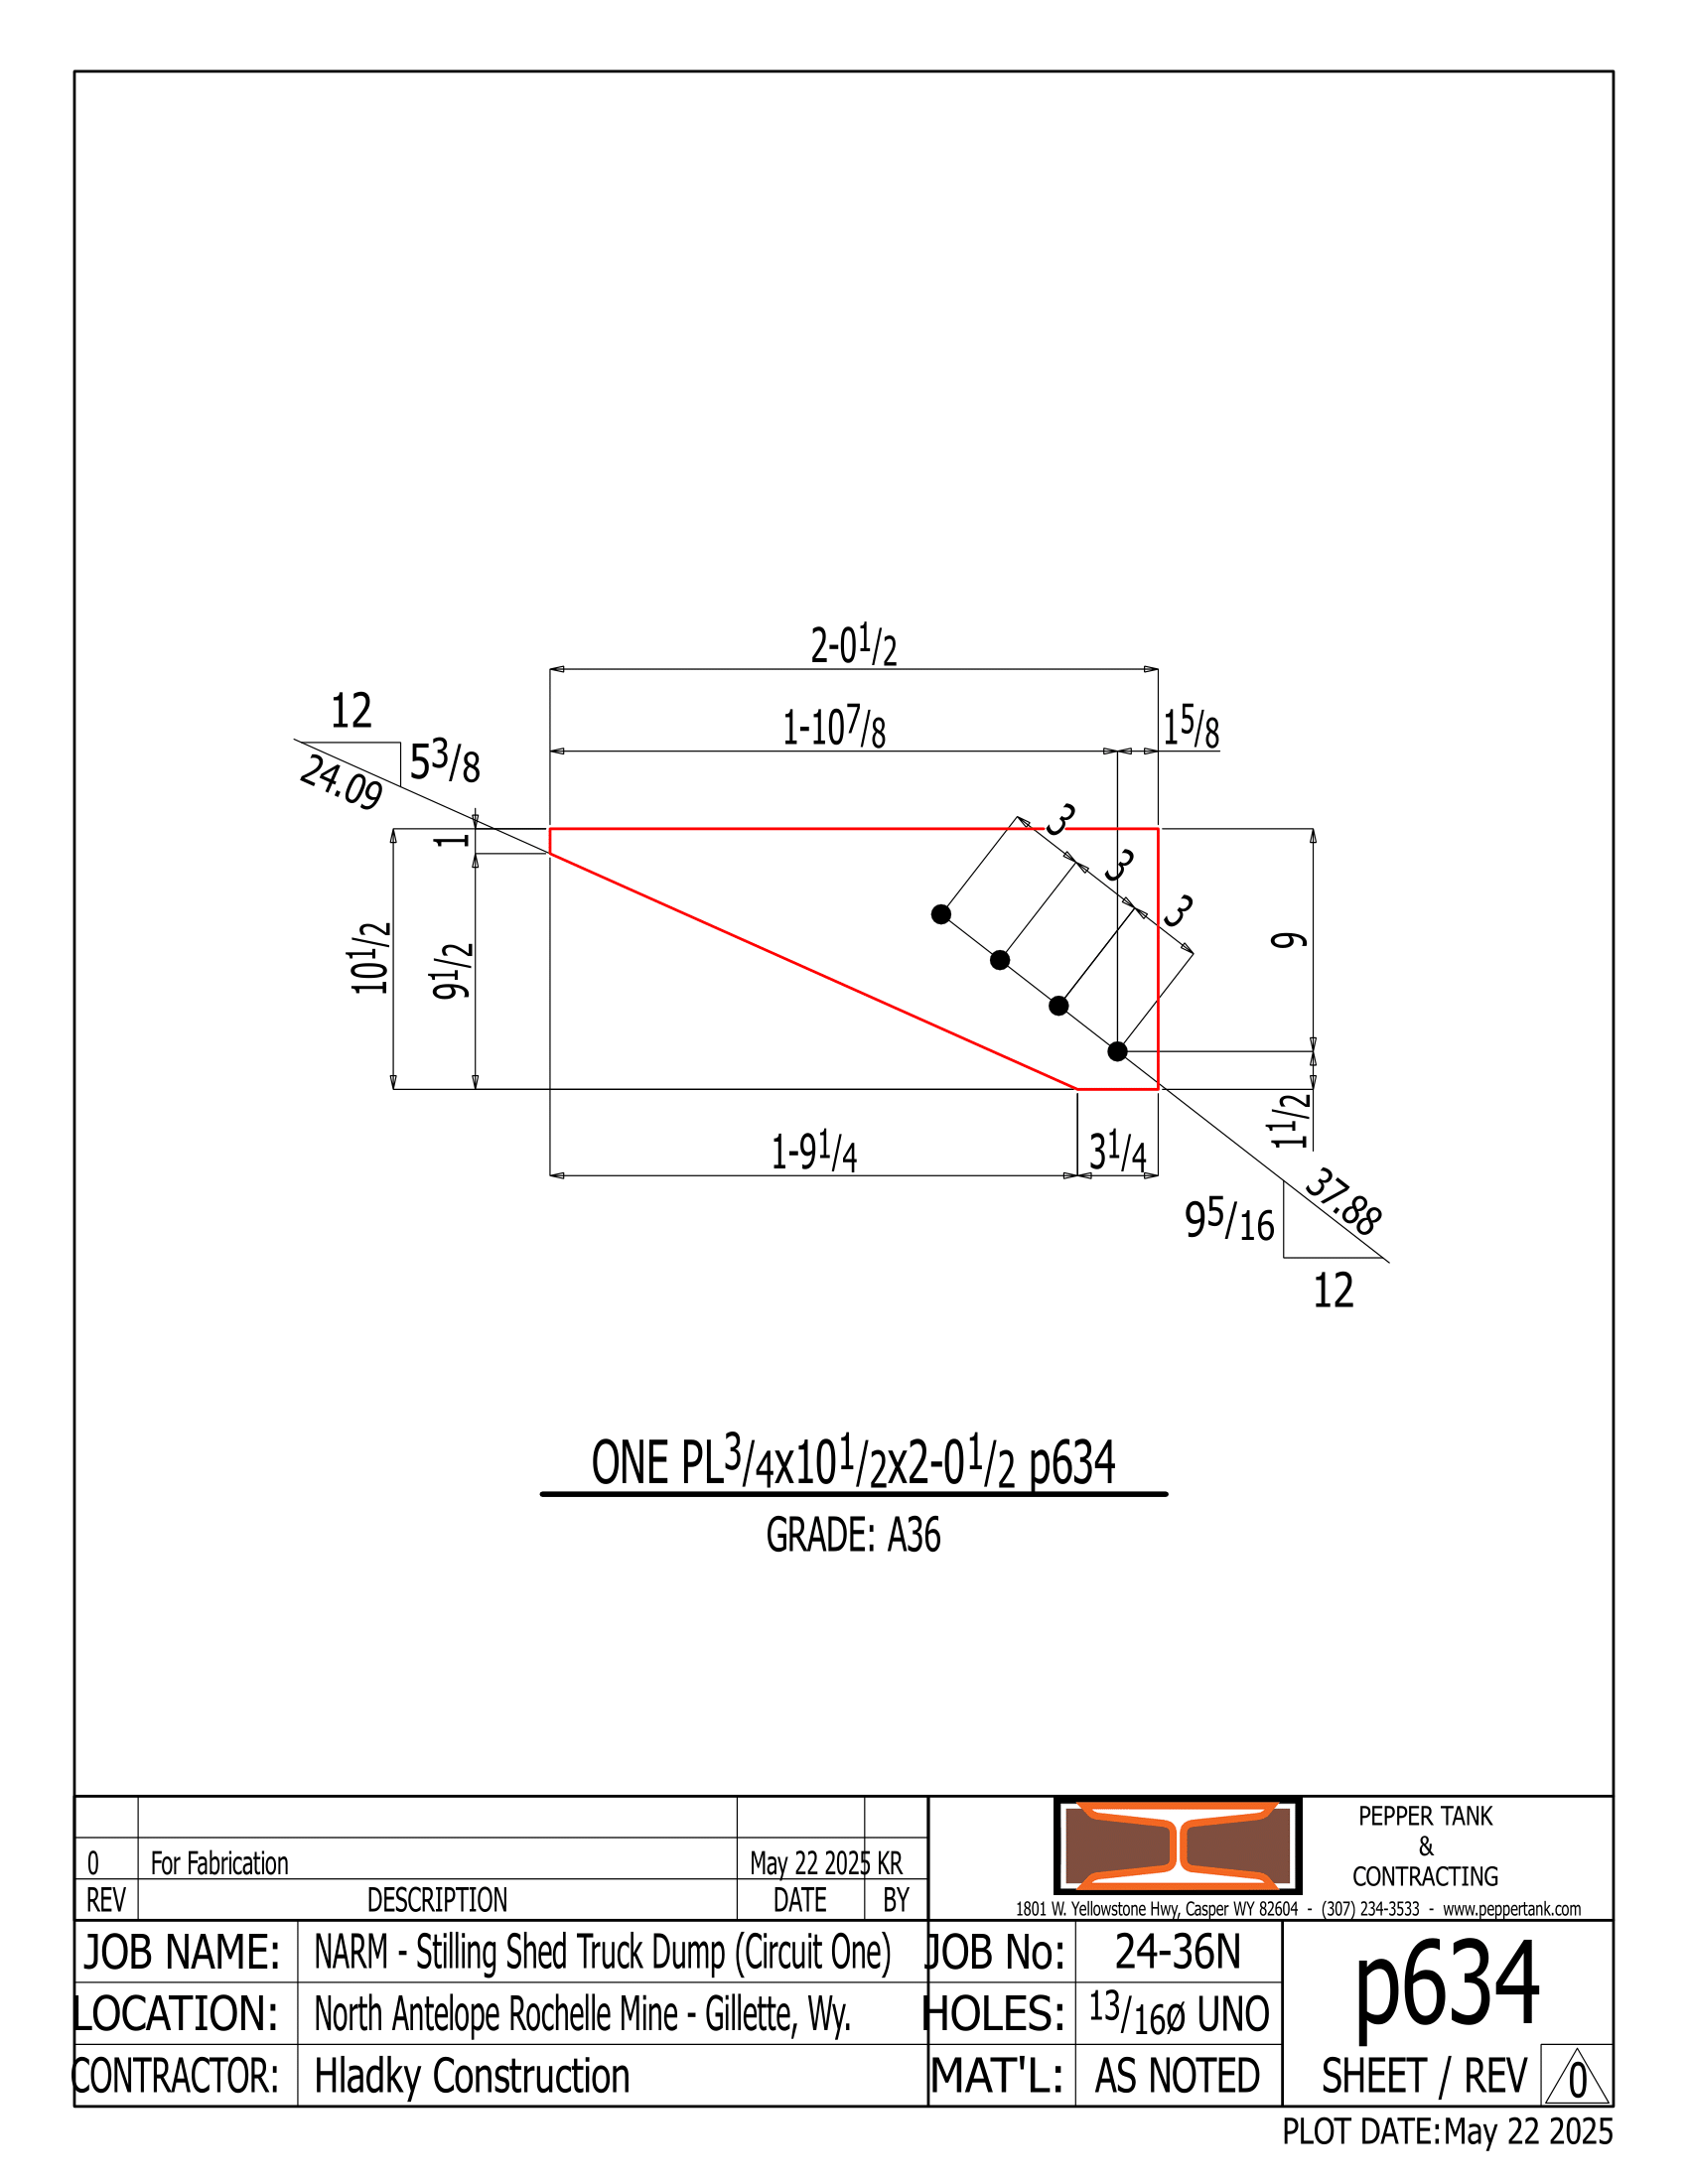 2-0 1/2
1-10 7/8
1 5/8
12
5 3/8
24.09
1
10 1/2
9 1/2
3
3
3
9
1 1/2
1-9 1/4
3 1/4
37.88
9 5/16
12
ONE PL 3/4x10 1/2x2-0 1/2 p634
GRADE: A36
0 For Fabrication May 22 2025 KR
REV DESCRIPTION DATE BY
PEPPER TANK
&
CONTRACTING
1801 W. Yellowstone Hwy, Casper WY 82604 - (307) 234-3533 - www.peppertank.com
JOB NAME: NARM - Stilling Shed Truck Dump (Circuit One)
LOCATION: North Antelope Rochelle Mine - Gillette, Wy.
CONTRACTOR: Hladky Construction
JOB No: 24-36N
HOLES: 13/16ø UNO
MAT'L: AS NOTED
p634
SHEET / REV 0
PLOT DATE:May 22 2025